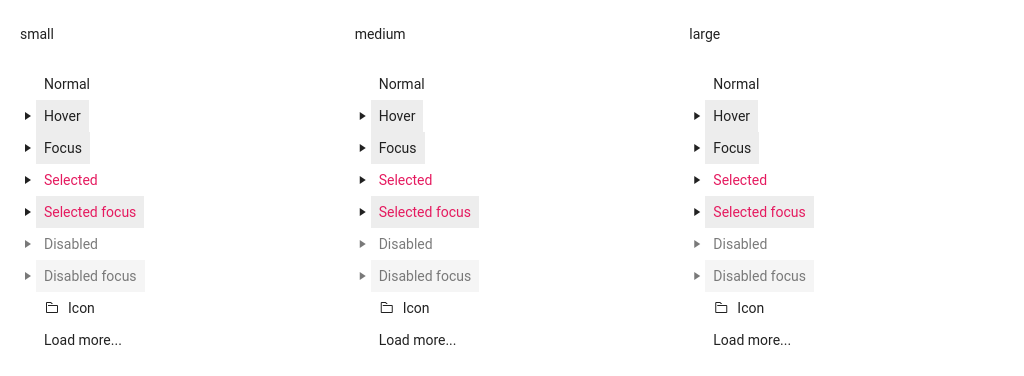 small
Normal
Hover
Focus
Selected
Selected focus
Disabled
Disabled focus
Icon
Load more...
medium
Normal
Hover
Focus
Selected
Selected focus
Disabled
Disabled focus
Icon
Load more...
large
Normal
Hover
Focus
Selected
Selected focus
Disabled
Disabled focus
Icon
Load more...